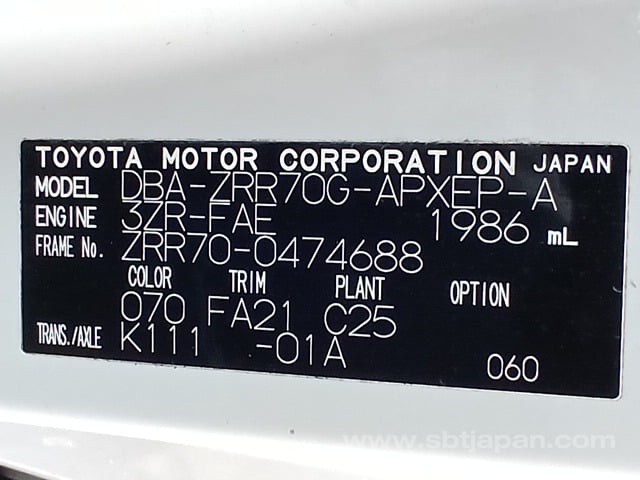 TOYOTA MOTOR CORPORATION JAPAN
MODEL DBA-ZRR70G-APXEP-A
ENGINE 3ZR-FAE 1986 mL
FRAME No. ZRR70-0474688
COLOR TRIM PLANT OPTION
070 FA21 C25
TRANS./AXLE K111 -01A 060
www.sbtjapan.com